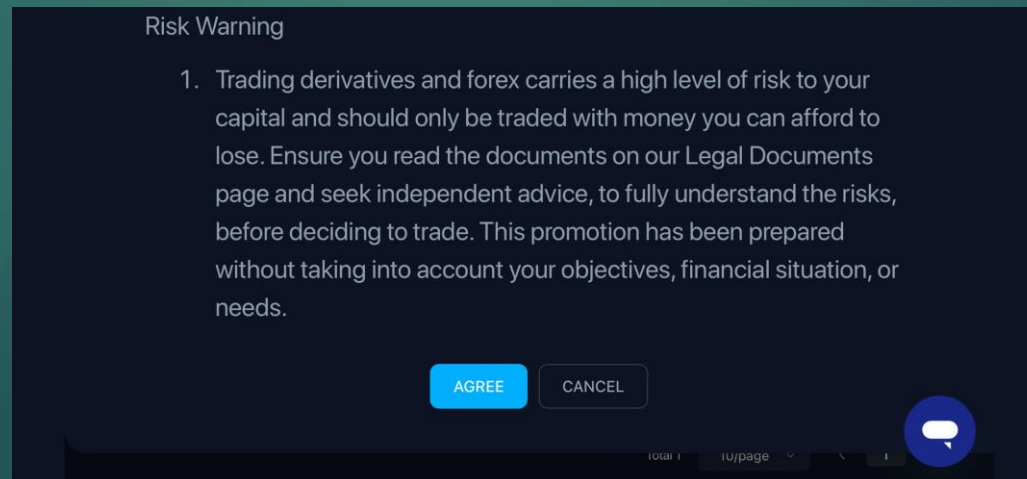 Risk Warning
1. Trading derivatives and forex carries a high level of risk to your
capital and should only be traded with money you can afford to
lose. Ensure you read the documents on our Legal Documents
page and seek independent advice, to fully understand the risks,
before deciding to trade. This promotion has been prepared
without taking into account your objectives, financial situation, or
needs.
AGREE CANCEL
Total 1 10/page 1